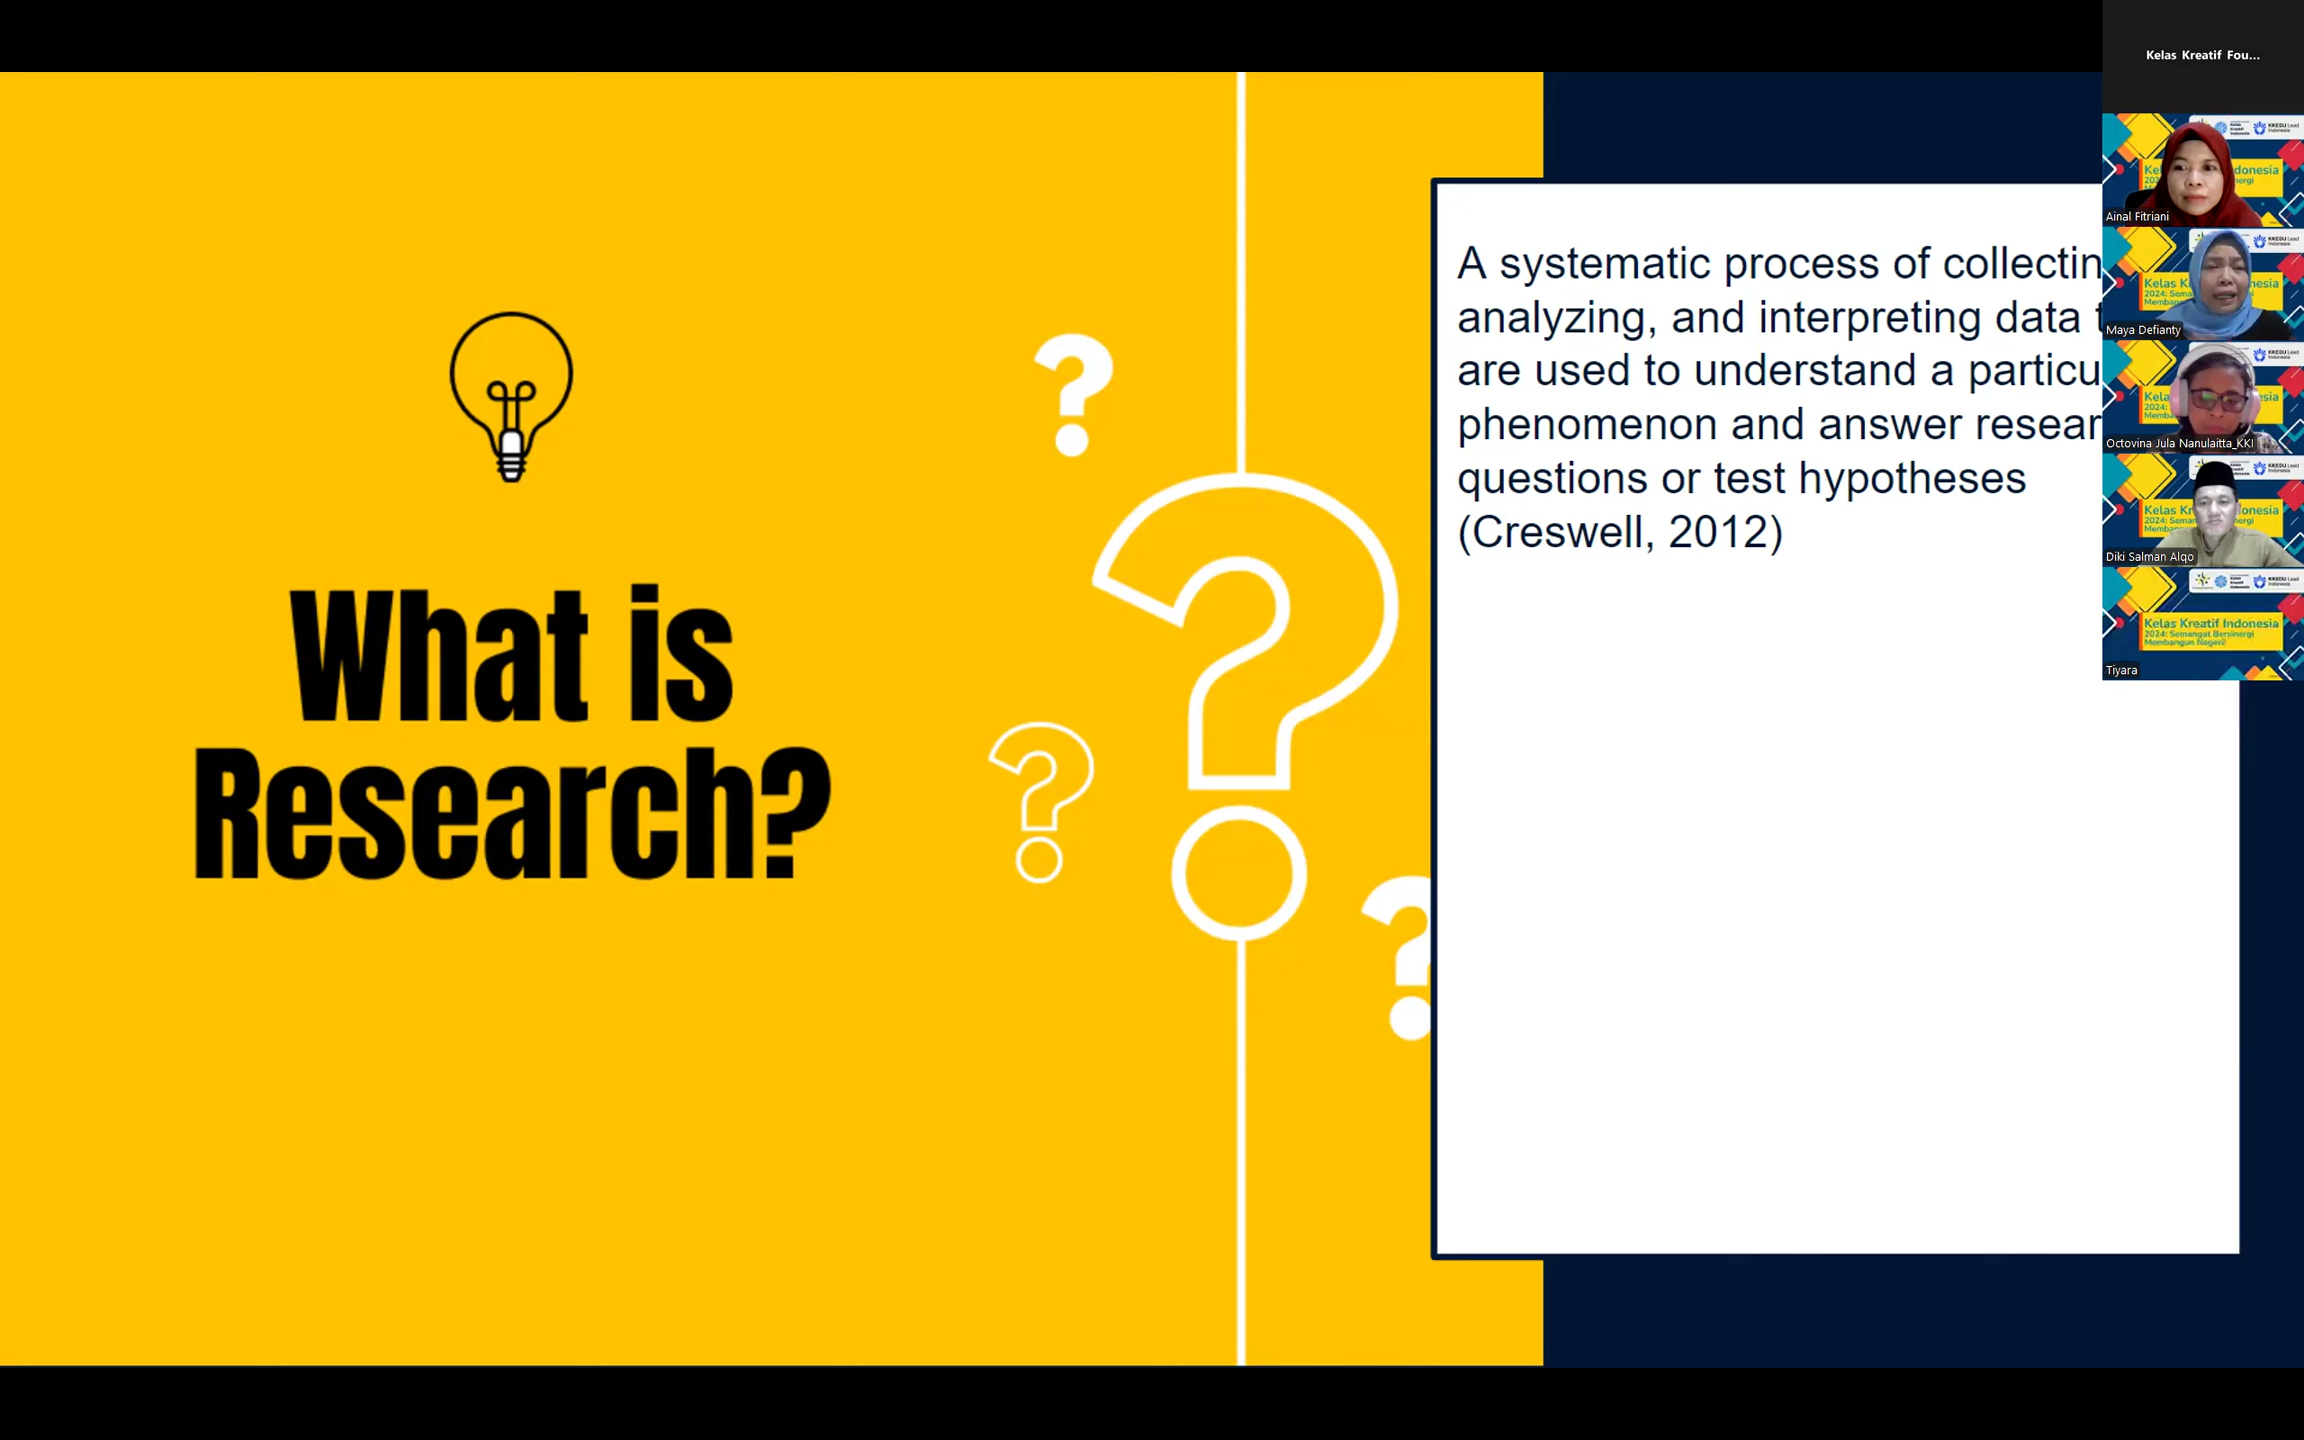 What is
Research?
A systematic process of collectin
analyzing, and interpreting data t
are used to understand a particu
phenomenon and answer resear
questions or test hypotheses
(Creswell, 2012)
Kelas Kreatif Fou...
Ainal Fitriani
Maya Defianty
Octovina Jula Nanulaitta_KKI
Diki Salman Alqo
Kelas Kreatif Indonesia
2024: Semangat Bersinergi
Membangun Negeri!
Tiyara